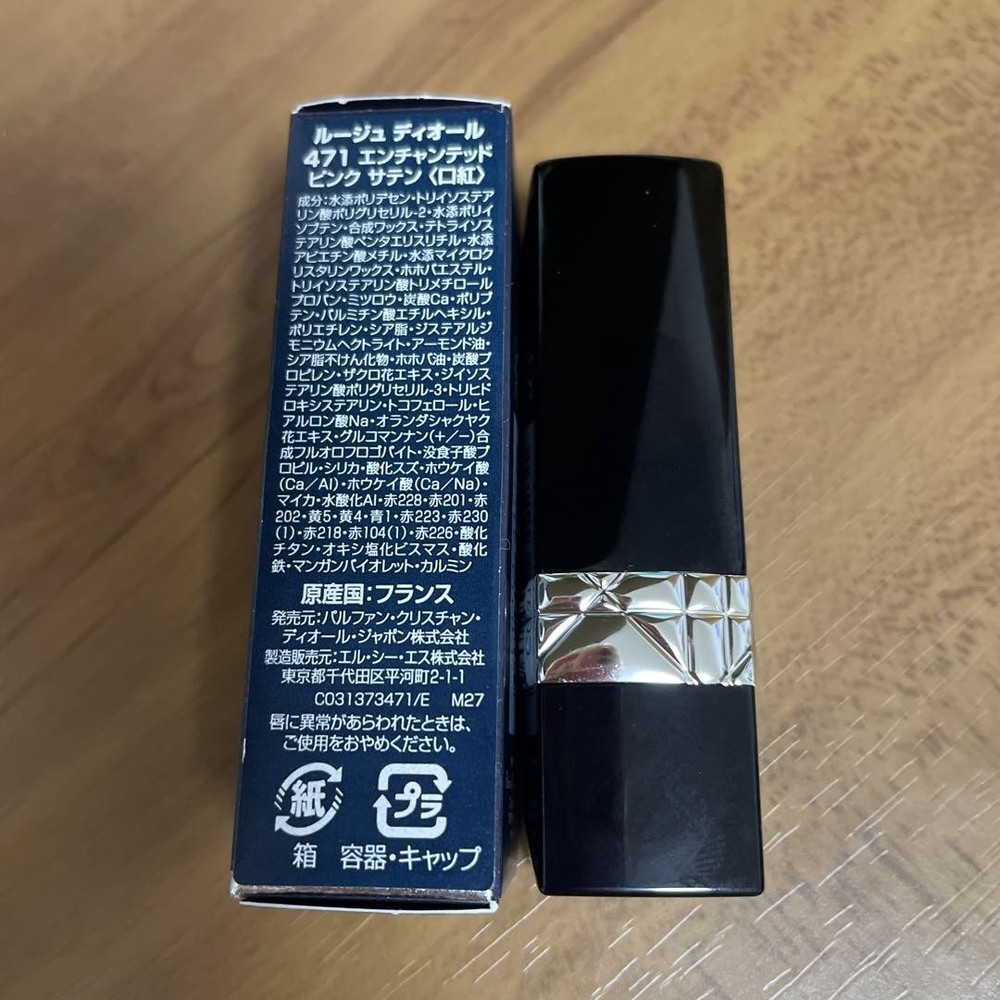 ルージュ ディオール
471 エンチャンテッド
ピンク サテン〈口紅〉
成分：水添ポリデセン・トリイソステア
リン酸ポリグリセリル-2・水添ポリイ
ソブテン・合成ワックス・テトライソス
テアリン酸ペンタエリスリチル・水添
アビエチン酸メチル・水添マイクロク
リスタリンワックス・ホホバエステル・
トリイソステアリン酸トリメチロール
プロパン・ミツロウ・炭酸Ca・ポリブ
テン・パルミチン酸エチルヘキシル・
ポリエチレン・シア脂・ジステアルジ
モニウムヘクトライト・アーモンド油・
シア脂不けん化物・ホホバ油・炭酸プ
ロピレン・ザクロ花エキス・ジイソス
テアリン酸ポリグリセリル-3・トリヒド
ロキシステアリン・トコフェロール・ヒ
アルロン酸Na・オランダシャクヤク
花エキス・グルコマンナン(+/−)合
成フルオロフロゴパイト・没食子酸プ
ロピル・シリカ・酸化スズ・ホウケイ酸
(Ca/Al)・ホウケイ酸(Ca/Na)・
マイカ・水酸化Al・赤228・赤201・赤
202・黄5・黄4・青1・赤223・赤230
(1)・赤218・赤104(1)・赤226・酸化
チタン・オキシ塩化ビスマス・酸化
鉄・マンガンバイオレット・カルミン
原産国：フランス
発売元：パルファン・クリスチャン・
ディオール・ジャポン株式会社
製造販売元：エル・シー・エス株式会社
東京都千代田区平河町2-1-1
C031373471/E M27
唇に異常があらわれたときは、
ご使用をおやめください。
紙
プラ
箱 容器・キャップ